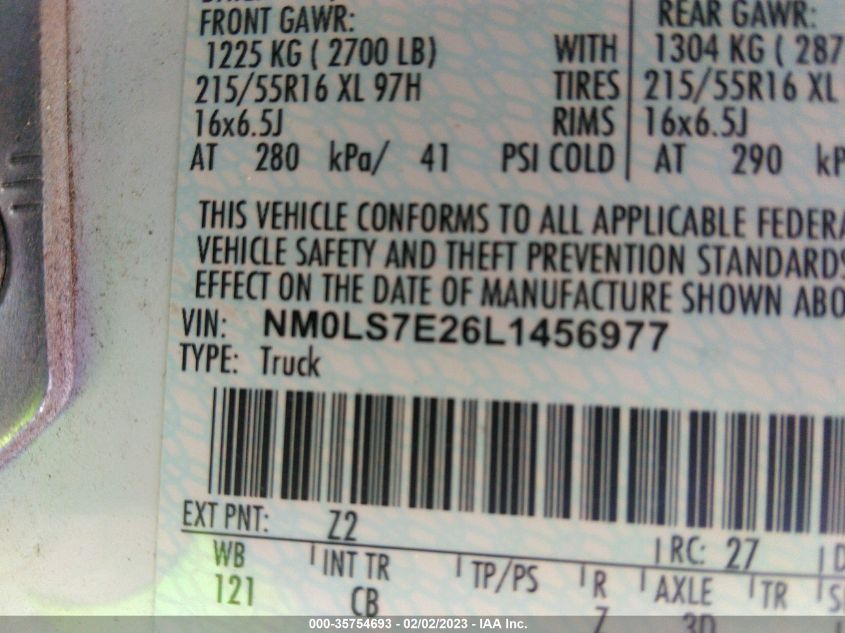 FRONT GAWR: REAR GAWR:
1225 KG ( 2700 LB) WITH 1304 KG ( 287
215/55R16 XL 97H TIRES 215/55R16 XL
16x6.5J RIMS 16x6.5J
AT 280 kPa/ 41 PSI COLD AT 290 kP
THIS VEHICLE CONFORMS TO ALL APPLICABLE FEDERA
VEHICLE SAFETY AND THEFT PREVENTION STANDARDS
EFFECT ON THE DATE OF MANUFACTURE SHOWN ABO
VIN: NM0LS7E26L1456977
TYPE: Truck
EXT PNT: Z2 RC: 27 D
WB INT TR TP/PS R AXLE TR S
121 CB Z 3D
000-35754693 - 02/02/2023 - IAA Inc.